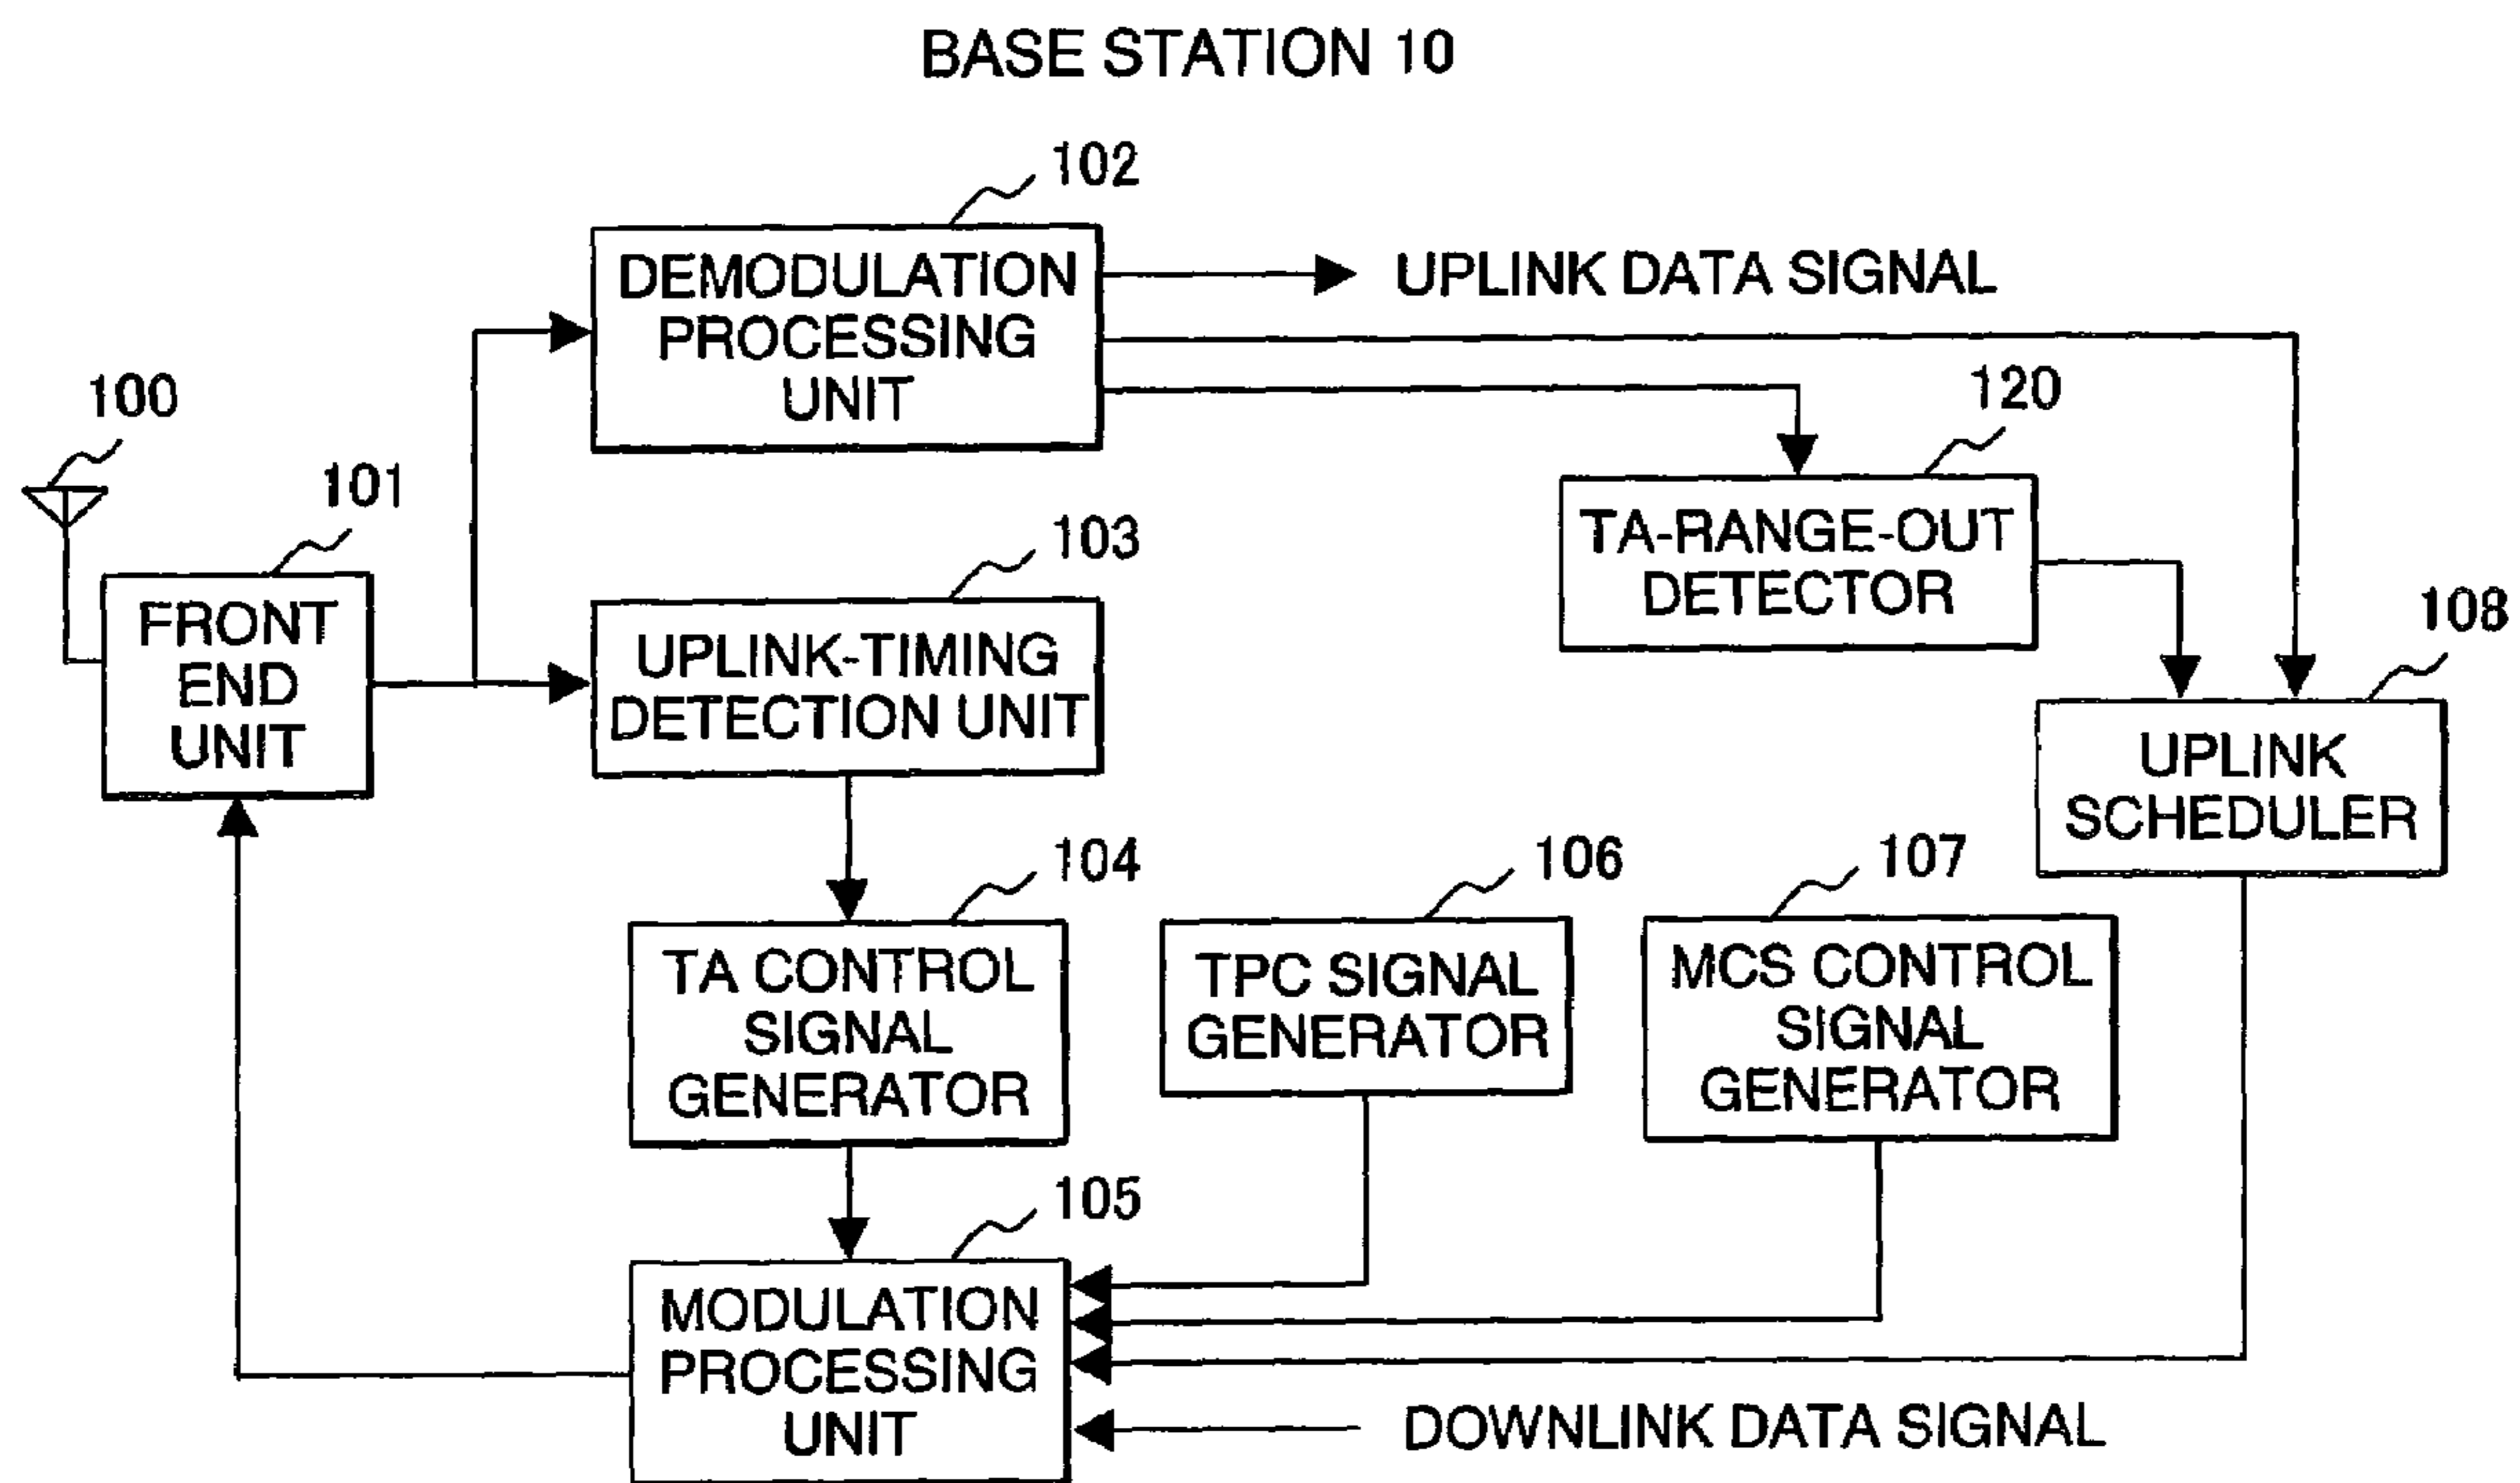 BASE STATION 10
102
DEMODULATION
PROCESSING
UNIT
UPLINK DATA SIGNAL
100
101
FRONT
END
UNIT
103
UPLINK-TIMING
DETECTION UNIT
120
TA-RANGE-OUT
DETECTOR
108
UPLINK
SCHEDULER
104
TA CONTROL
SIGNAL
GENERATOR
106
TPC SIGNAL
GENERATOR
107
MCS CONTROL
SIGNAL
GENERATOR
105
MODULATION
PROCESSING
UNIT
DOWNLINK DATA SIGNAL